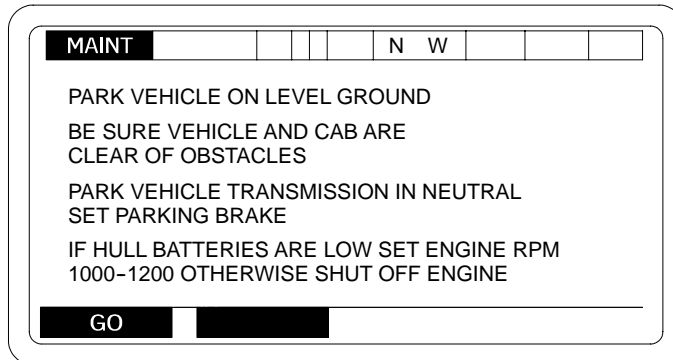 MAINT N W
PARK VEHICLE ON LEVEL GROUND
BE SURE VEHICLE AND CAB ARE
CLEAR OF OBSTACLES
PARK VEHICLE TRANSMISSION IN NEUTRAL
SET PARKING BRAKE
IF HULL BATTERIES ARE LOW SET ENGINE RPM
1000-1200 OTHERWISE SHUT OFF ENGINE
GO